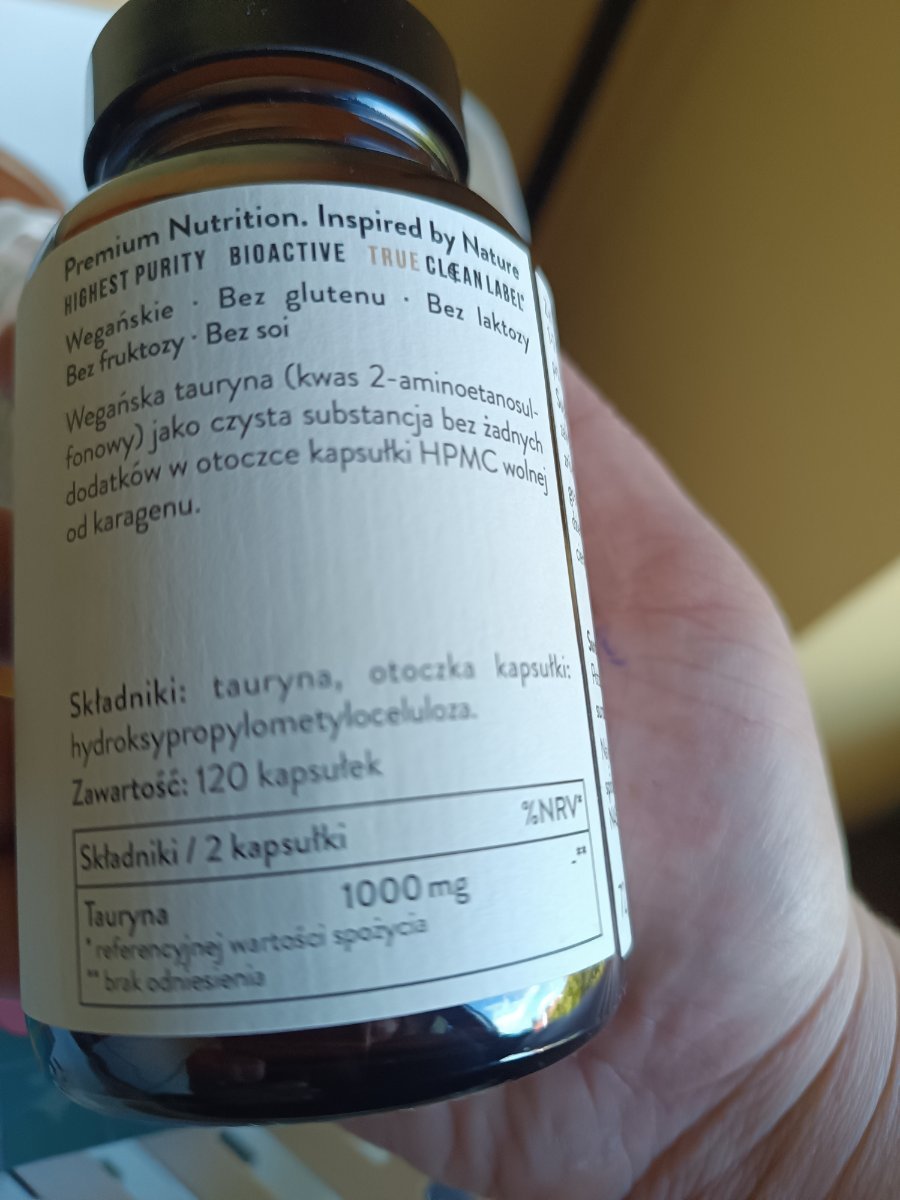 Premium Nutrition. Inspired by Nature
HIGHEST PURITY BIOACTIVE TRUE CLEAN LABEL
Wegańskie · Bez glutenu · Bez laktozy
Bez fruktozy · Bez soi
Wegańska tauryna (kwas 2-aminoetanosul-
fonowy) jako czysta substancja bez żadnych
dodatków w otoczce kapsułki HPMC wolnej
od karagenu.
Składniki: tauryna, otoczka kapsułki:
hydroksypropylometyloceluloza.
Zawartość: 120 kapsułek
Składniki / 2 kapsułki %NRV*
Tauryna 1000 mg -**
* referencyjnej wartości spożycia
** brak odniesienia